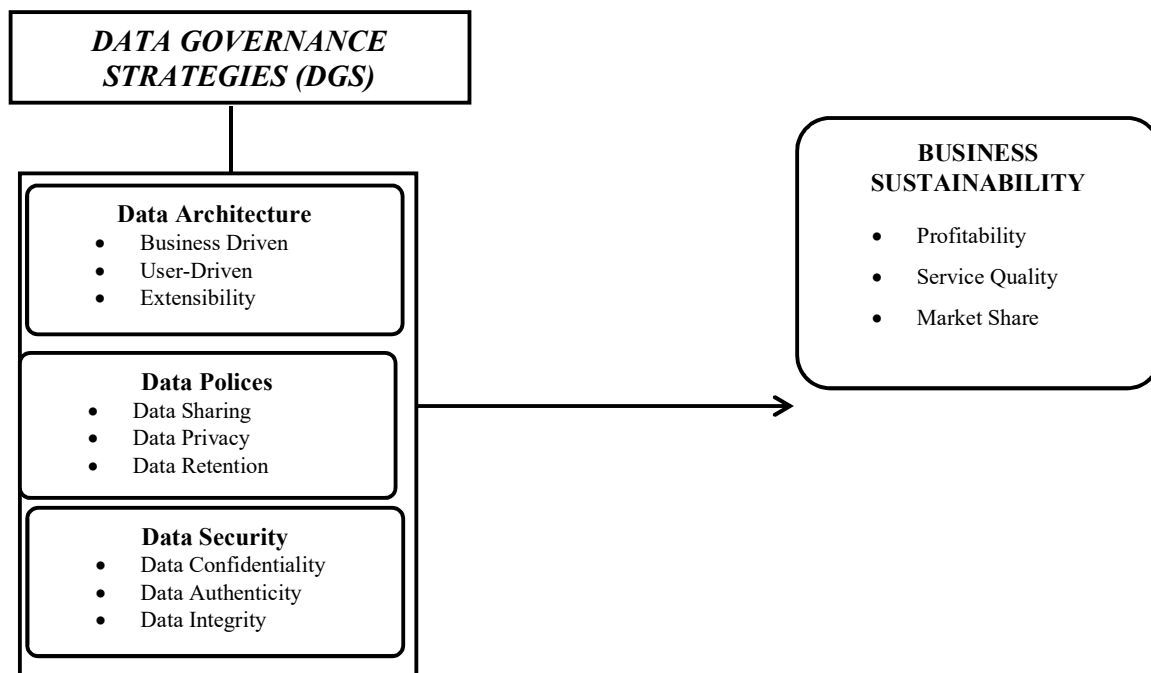 DATA GOVERNANCE
STRATEGIES (DGS)
Data Architecture
• Business Driven
• User-Driven
• Extensibility
Data Polices
• Data Sharing
• Data Privacy
• Data Retention
Data Security
• Data Confidentiality
• Data Authenticity
• Data Integrity
BUSINESS
SUSTAINABILITY
• Profitability
• Service Quality
• Market Share